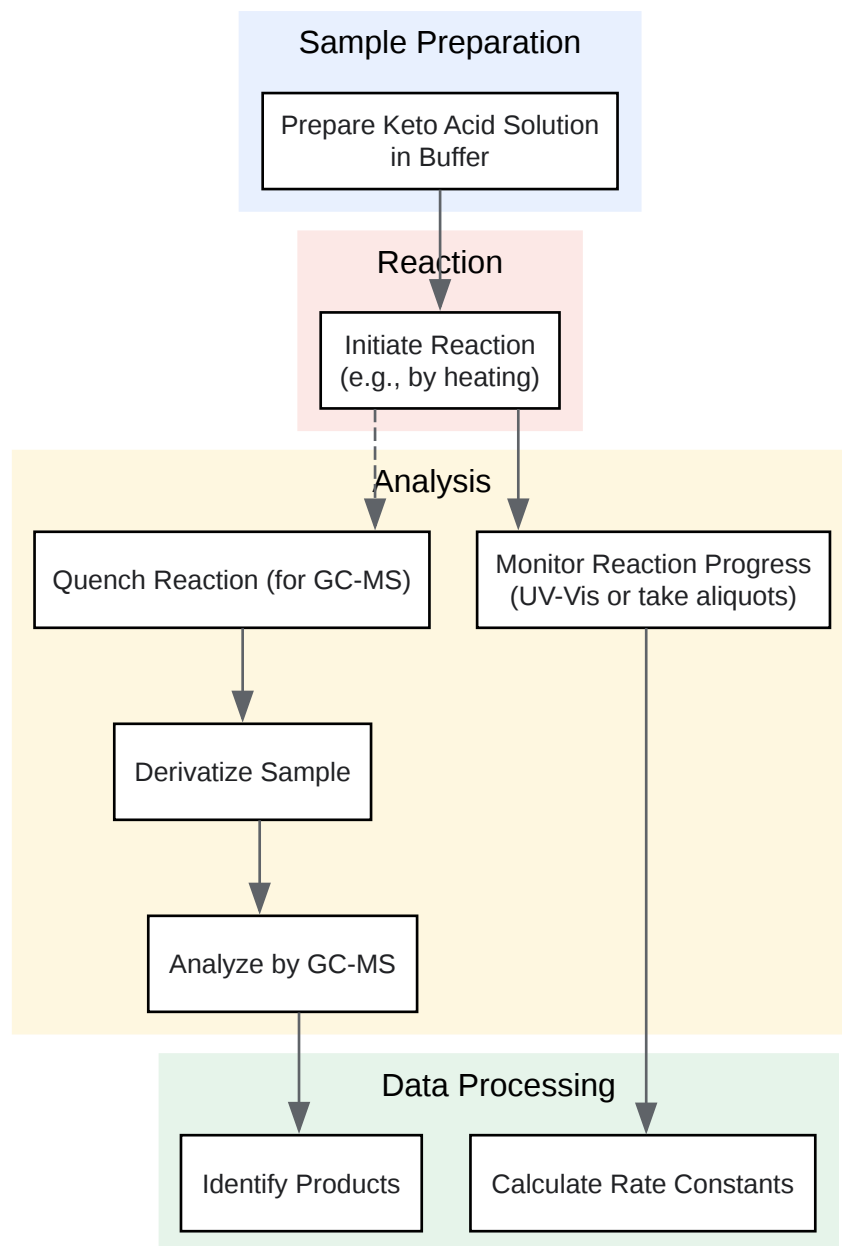 Sample Preparation
Prepare Keto Acid Solution
in Buffer
Reaction
Initiate Reaction
(e.g., by heating)
Analysis
Quench Reaction (for GC-MS)
Monitor Reaction Progress
(UV-Vis or take aliquots)
Derivatize Sample
Analyze by GC-MS
Data Processing
Identify Products
Calculate Rate Constants